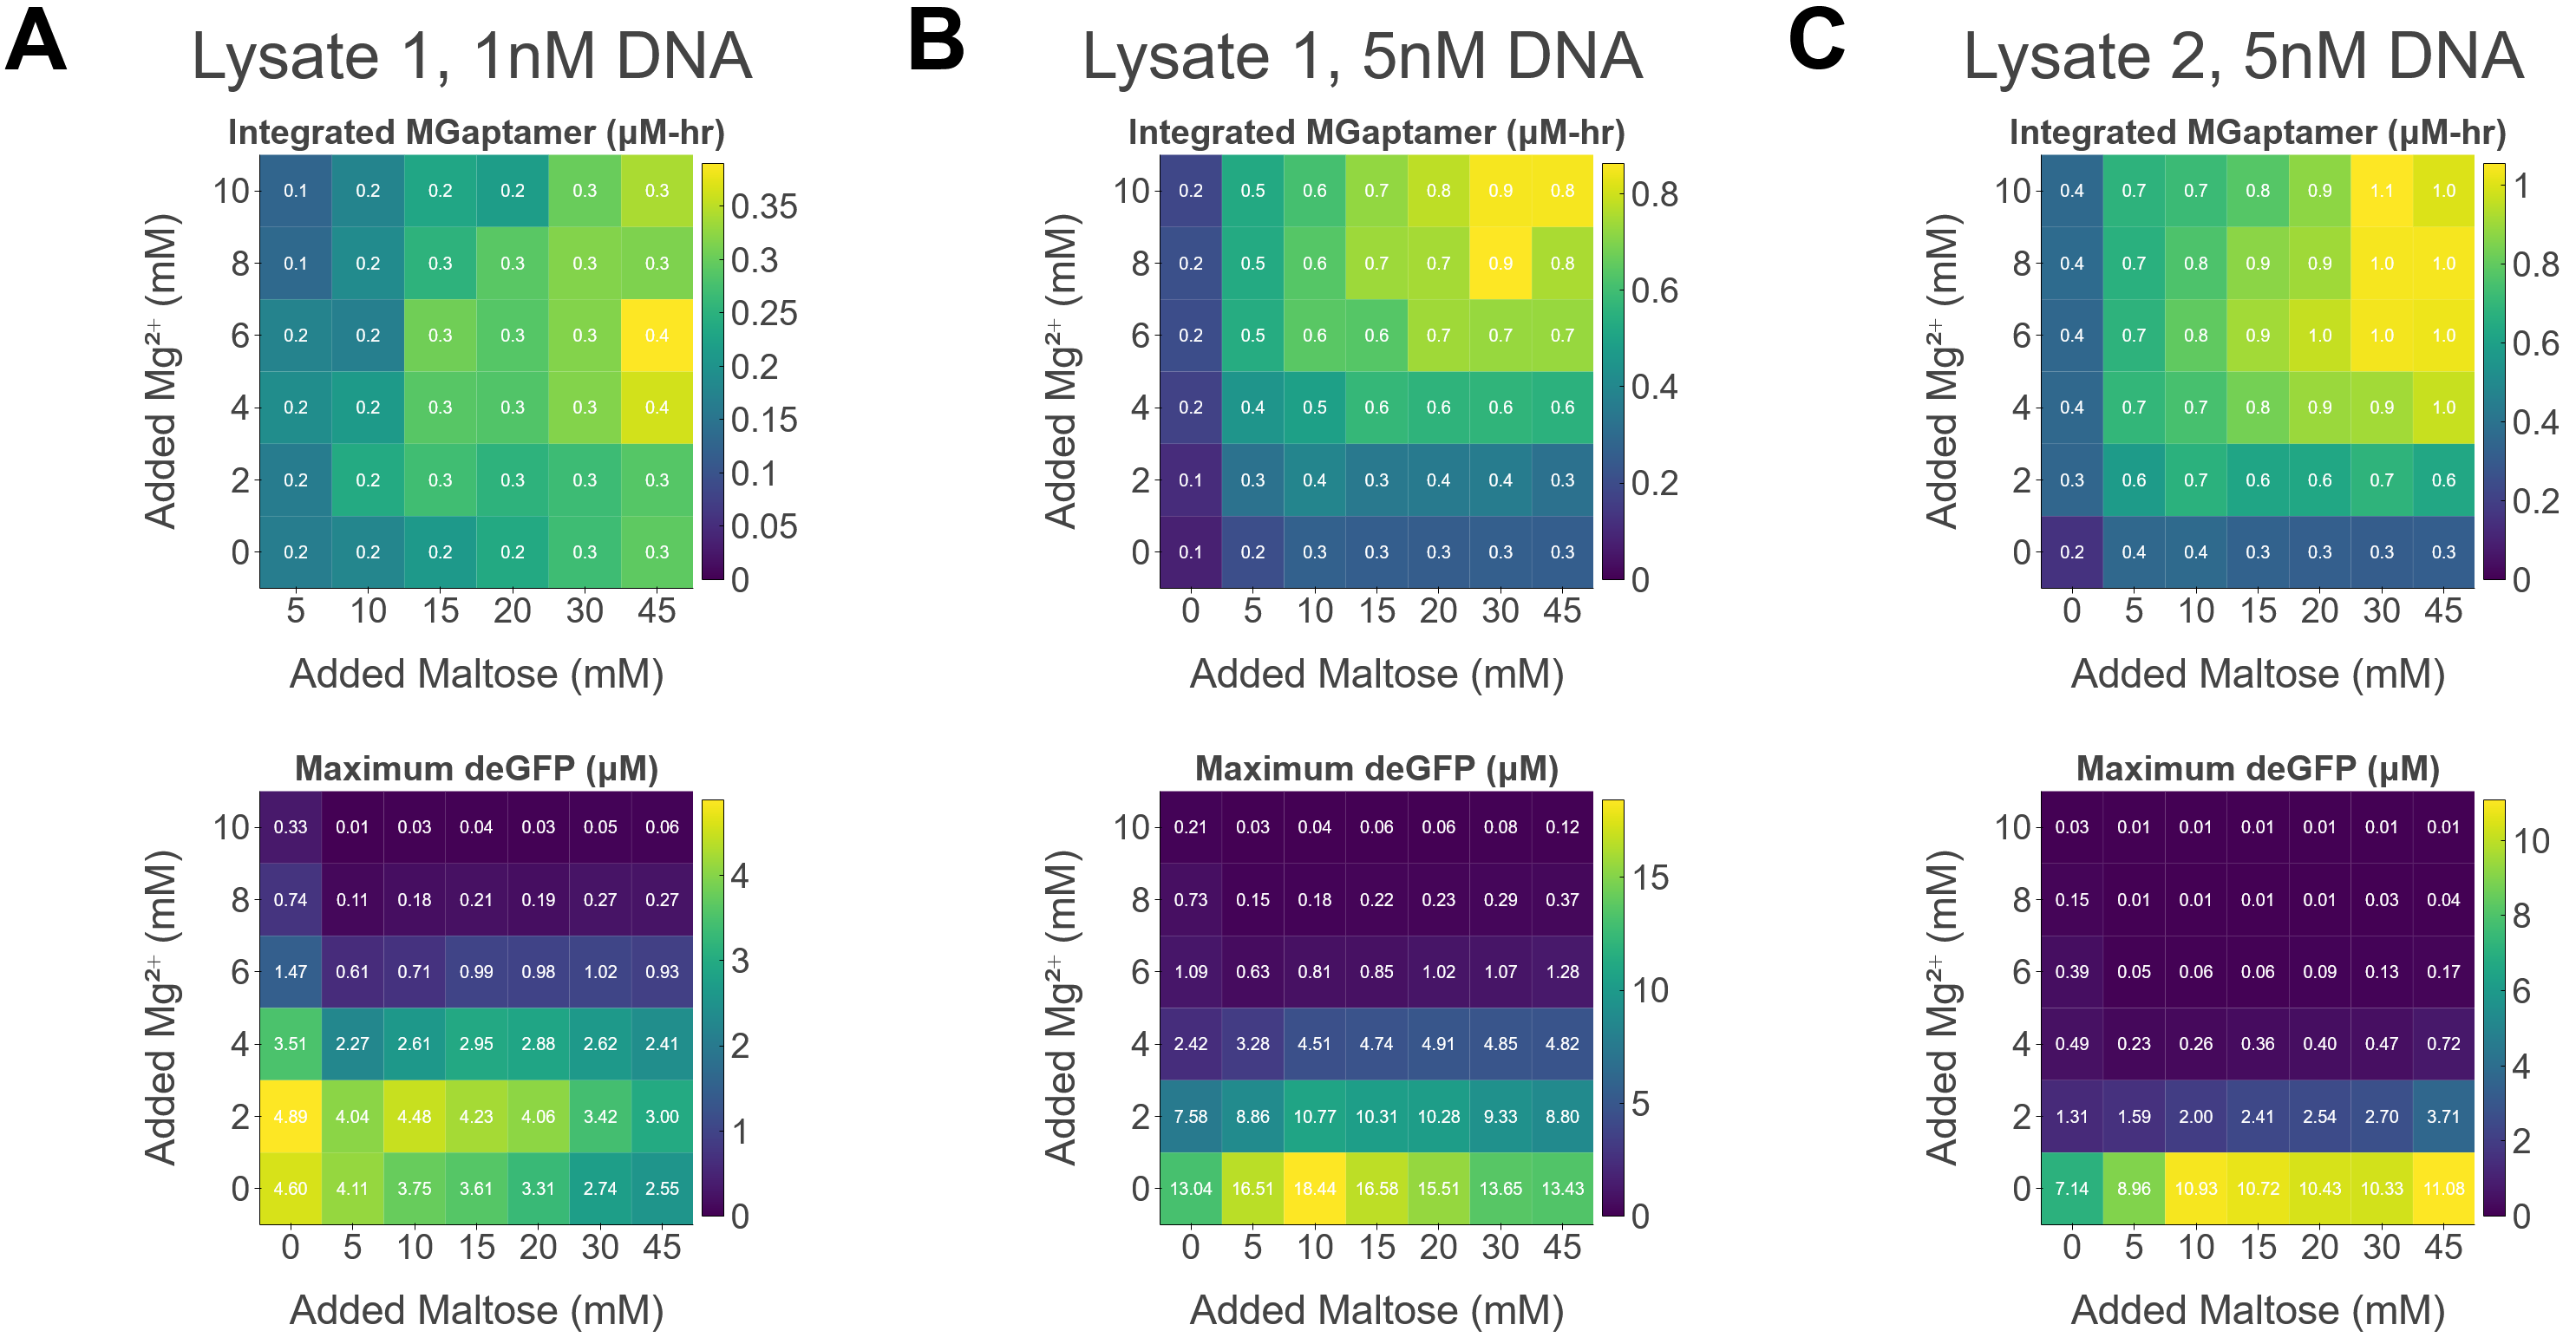 A
Lysate 1, 1nM DNA
Integrated MGaptamer (µM-hr)
Added Mg²⁺ (mM)
10 0.1 0.2 0.2 0.2 0.3 0.3
8 0.1 0.2 0.3 0.3 0.3 0.3
6 0.2 0.2 0.3 0.3 0.3 0.4
4 0.2 0.2 0.3 0.3 0.3 0.4
2 0.2 0.2 0.3 0.3 0.3 0.3
0 0.2 0.2 0.2 0.2 0.3 0.3
5 10 15 20 30 45
Added Maltose (mM)
0.35
0.3
0.25
0.2
0.15
0.1
0.05
0
Maximum deGFP (µM)
Added Mg²⁺ (mM)
10 0.33 0.01 0.03 0.04 0.03 0.05 0.06
8 0.74 0.11 0.18 0.21 0.19 0.27 0.27
6 1.47 0.61 0.71 0.99 0.98 1.02 0.93
4 3.51 2.27 2.61 2.95 2.88 2.62 2.41
2 4.89 4.04 4.48 4.23 4.06 3.42 3.00
0 4.60 4.11 3.75 3.61 3.31 2.74 2.55
0 5 10 15 20 30 45
Added Maltose (mM)
4
3
2
1
0
B
Lysate 1, 5nM DNA
Integrated MGaptamer (µM-hr)
Added Mg²⁺ (mM)
10 0.2 0.5 0.6 0.7 0.8 0.9 0.8
8 0.2 0.5 0.6 0.7 0.7 0.9 0.8
6 0.2 0.5 0.6 0.6 0.7 0.7 0.7
4 0.2 0.4 0.5 0.6 0.6 0.6 0.6
2 0.1 0.3 0.4 0.3 0.4 0.4 0.3
0 0.1 0.2 0.3 0.3 0.3 0.3 0.3
0 5 10 15 20 30 45
Added Maltose (mM)
0.8
0.6
0.4
0.2
0
Maximum deGFP (µM)
Added Mg²⁺ (mM)
10 0.21 0.03 0.04 0.06 0.06 0.08 0.12
8 0.73 0.15 0.18 0.22 0.23 0.29 0.37
6 1.09 0.63 0.81 0.85 1.02 1.07 1.28
4 2.42 3.28 4.51 4.74 4.91 4.85 4.82
2 7.58 8.86 10.77 10.31 10.28 9.33 8.80
0 13.04 16.51 18.44 16.58 15.51 13.65 13.43
0 5 10 15 20 30 45
Added Maltose (mM)
15
10
5
0
C
Lysate 2, 5nM DNA
Integrated MGaptamer (µM-hr)
Added Mg²⁺ (mM)
10 0.4 0.7 0.7 0.8 0.9 1.1 1.0
8 0.4 0.7 0.8 0.9 0.9 1.0 1.0
6 0.4 0.7 0.8 0.9 1.0 1.0 1.0
4 0.4 0.7 0.7 0.8 0.9 0.9 1.0
2 0.3 0.6 0.7 0.6 0.6 0.7 0.6
0 0.2 0.4 0.4 0.3 0.3 0.3 0.3
0 5 10 15 20 30 45
Added Maltose (mM)
1
0.8
0.6
0.4
0.2
0
Maximum deGFP (µM)
Added Mg²⁺ (mM)
10 0.03 0.01 0.01 0.01 0.01 0.01 0.01
8 0.15 0.01 0.01 0.01 0.01 0.03 0.04
6 0.39 0.05 0.06 0.06 0.09 0.13 0.17
4 0.49 0.23 0.26 0.36 0.40 0.47 0.72
2 1.31 1.59 2.00 2.41 2.54 2.70 3.71
0 7.14 8.96 10.93 10.72 10.43 10.33 11.08
0 5 10 15 20 30 45
Added Maltose (mM)
10
8
6
4
2
0